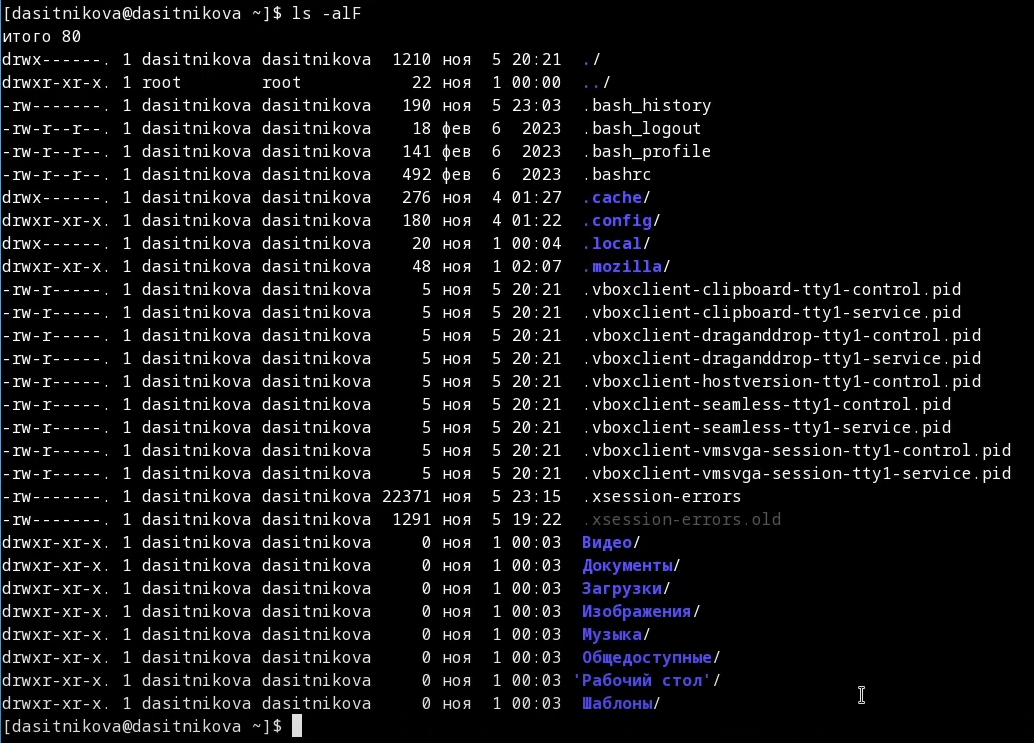 [dasitnikova@dasitnikova ~]$ ls -alF
итого 80
drwx------. 1 dasitnikova dasitnikova  1210 ноя  5 20:21  ./
drwxr-xr-x. 1 root        root           22 ноя  1 00:00  ../
-rw-------. 1 dasitnikova dasitnikova   190 ноя  5 23:03  .bash_history
-rw-r--r--. 1 dasitnikova dasitnikova    18 фев  6  2023  .bash_logout
-rw-r--r--. 1 dasitnikova dasitnikova   141 фев  6  2023  .bash_profile
-rw-r--r--. 1 dasitnikova dasitnikova   492 фев  6  2023  .bashrc
drwx------. 1 dasitnikova dasitnikova   276 ноя  4 01:27  .cache/
drwxr-xr-x. 1 dasitnikova dasitnikova   180 ноя  4 01:22  .config/
drwx------. 1 dasitnikova dasitnikova    20 ноя  1 00:04  .local/
drwxr-xr-x. 1 dasitnikova dasitnikova    48 ноя  1 02:07  .mozilla/
-rw-r-----. 1 dasitnikova dasitnikova     5 ноя  5 20:21  .vboxclient-clipboard-tty1-control.pid
-rw-r-----. 1 dasitnikova dasitnikova     5 ноя  5 20:21  .vboxclient-clipboard-tty1-service.pid
-rw-r-----. 1 dasitnikova dasitnikova     5 ноя  5 20:21  .vboxclient-draganddrop-tty1-control.pid
-rw-r-----. 1 dasitnikova dasitnikova     5 ноя  5 20:21  .vboxclient-draganddrop-tty1-service.pid
-rw-r-----. 1 dasitnikova dasitnikova     5 ноя  5 20:21  .vboxclient-hostversion-tty1-control.pid
-rw-r-----. 1 dasitnikova dasitnikova     5 ноя  5 20:21  .vboxclient-seamless-tty1-control.pid
-rw-r-----. 1 dasitnikova dasitnikova     5 ноя  5 20:21  .vboxclient-seamless-tty1-service.pid
-rw-r-----. 1 dasitnikova dasitnikova     5 ноя  5 20:21  .vboxclient-vmsvga-session-tty1-control.pid
-rw-r-----. 1 dasitnikova dasitnikova     5 ноя  5 20:21  .vboxclient-vmsvga-session-tty1-service.pid
-rw-------. 1 dasitnikova dasitnikova 22371 ноя  5 23:15  .xsession-errors
-rw-------. 1 dasitnikova dasitnikova  1291 ноя  5 19:22  .xsession-errors.old
drwxr-xr-x. 1 dasitnikova dasitnikova     0 ноя  1 00:03  Видео/
drwxr-xr-x. 1 dasitnikova dasitnikova     0 ноя  1 00:03  Документы/
drwxr-xr-x. 1 dasitnikova dasitnikova     0 ноя  1 00:03  Загрузки/
drwxr-xr-x. 1 dasitnikova dasitnikova     0 ноя  1 00:03  Изображения/
drwxr-xr-x. 1 dasitnikova dasitnikova     0 ноя  1 00:03  Музыка/
drwxr-xr-x. 1 dasitnikova dasitnikova     0 ноя  1 00:03  Общедоступные/
drwxr-xr-x. 1 dasitnikova dasitnikova     0 ноя  1 00:03 'Рабочий стол'/
drwxr-xr-x. 1 dasitnikova dasitnikova     0 ноя  1 00:03  Шаблоны/
[dasitnikova@dasitnikova ~]$